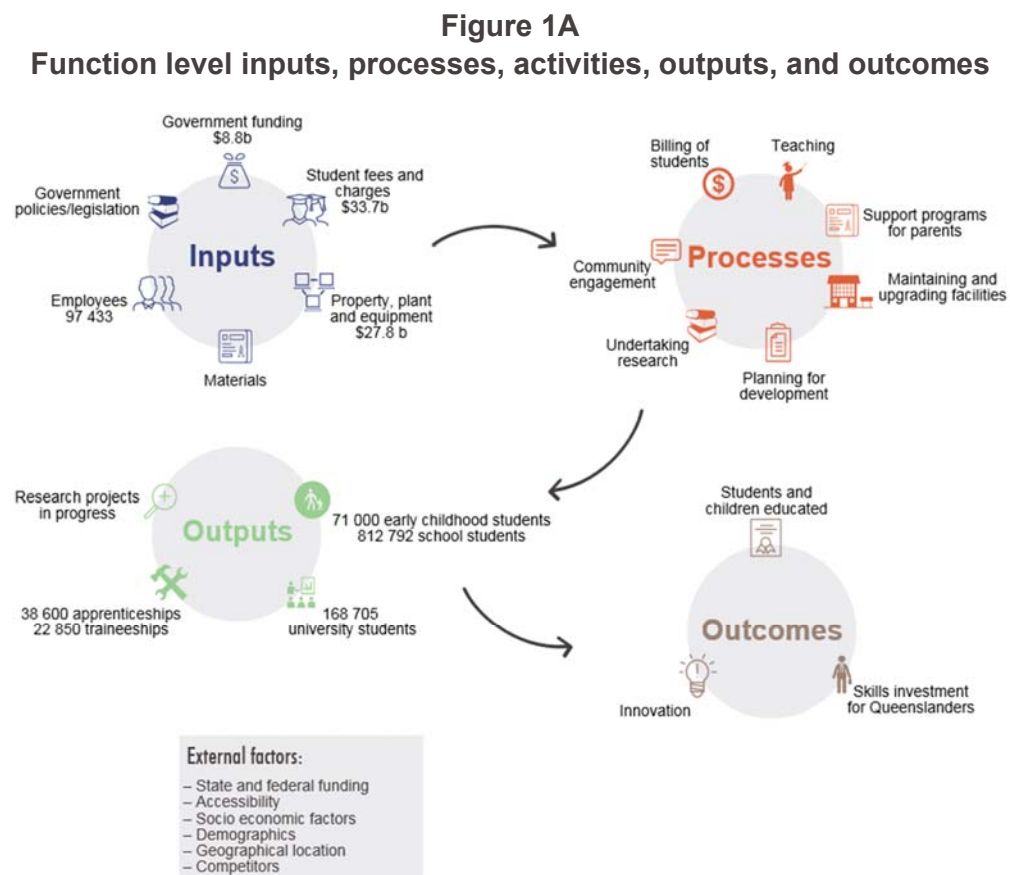 Figure 1A
Function level inputs, processes, activities, outputs, and outcomes
Government funding
$8.8b
Student fees and
charges
$33.7b
Government
policies/legislation
Inputs
Employees
97 433
Property, plant
and equipment
$27.8 b
Materials
Billing of
students
Teaching
Support programs
for parents
Processes
Community
engagement
Maintaining and
upgrading facilities
Undertaking
research
Planning for
development
Research projects
in progress
Outputs
71 000 early childhood students
812 792 school students
38 600 apprenticeships
22 850 traineeships
168 705
university students
Students and
children educated
Outcomes
Innovation
Skills investment
for Queenslanders
External factors:
– State and federal funding
– Accessibility
– Socio economic factors
– Demographics
– Geographical location
– Competitors